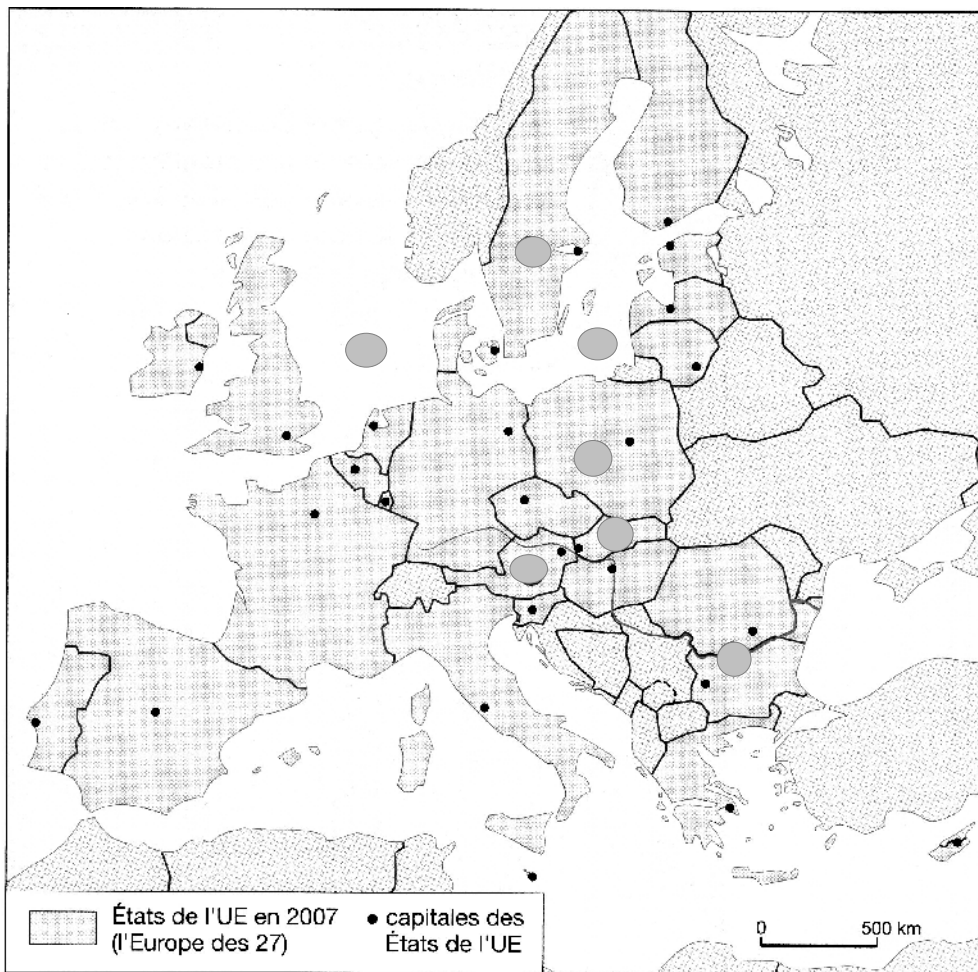 États de l'UE en 2007
(l'Europe des 27)
capitales des
États de l'UE
0 500 km